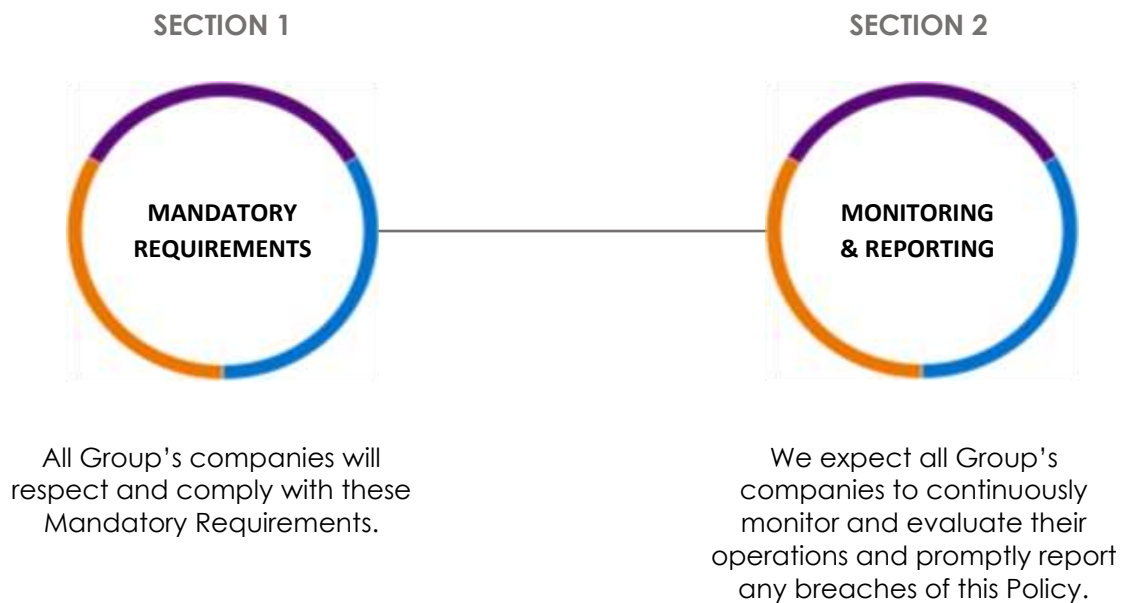 SECTION 1
MANDATORY
REQUIREMENTS
All Group’s companies will
respect and comply with these
Mandatory Requirements.
SECTION 2
MONITORING
& REPORTING
We expect all Group’s
companies to continuously
monitor and evaluate their
operations and promptly report
any breaches of this Policy.